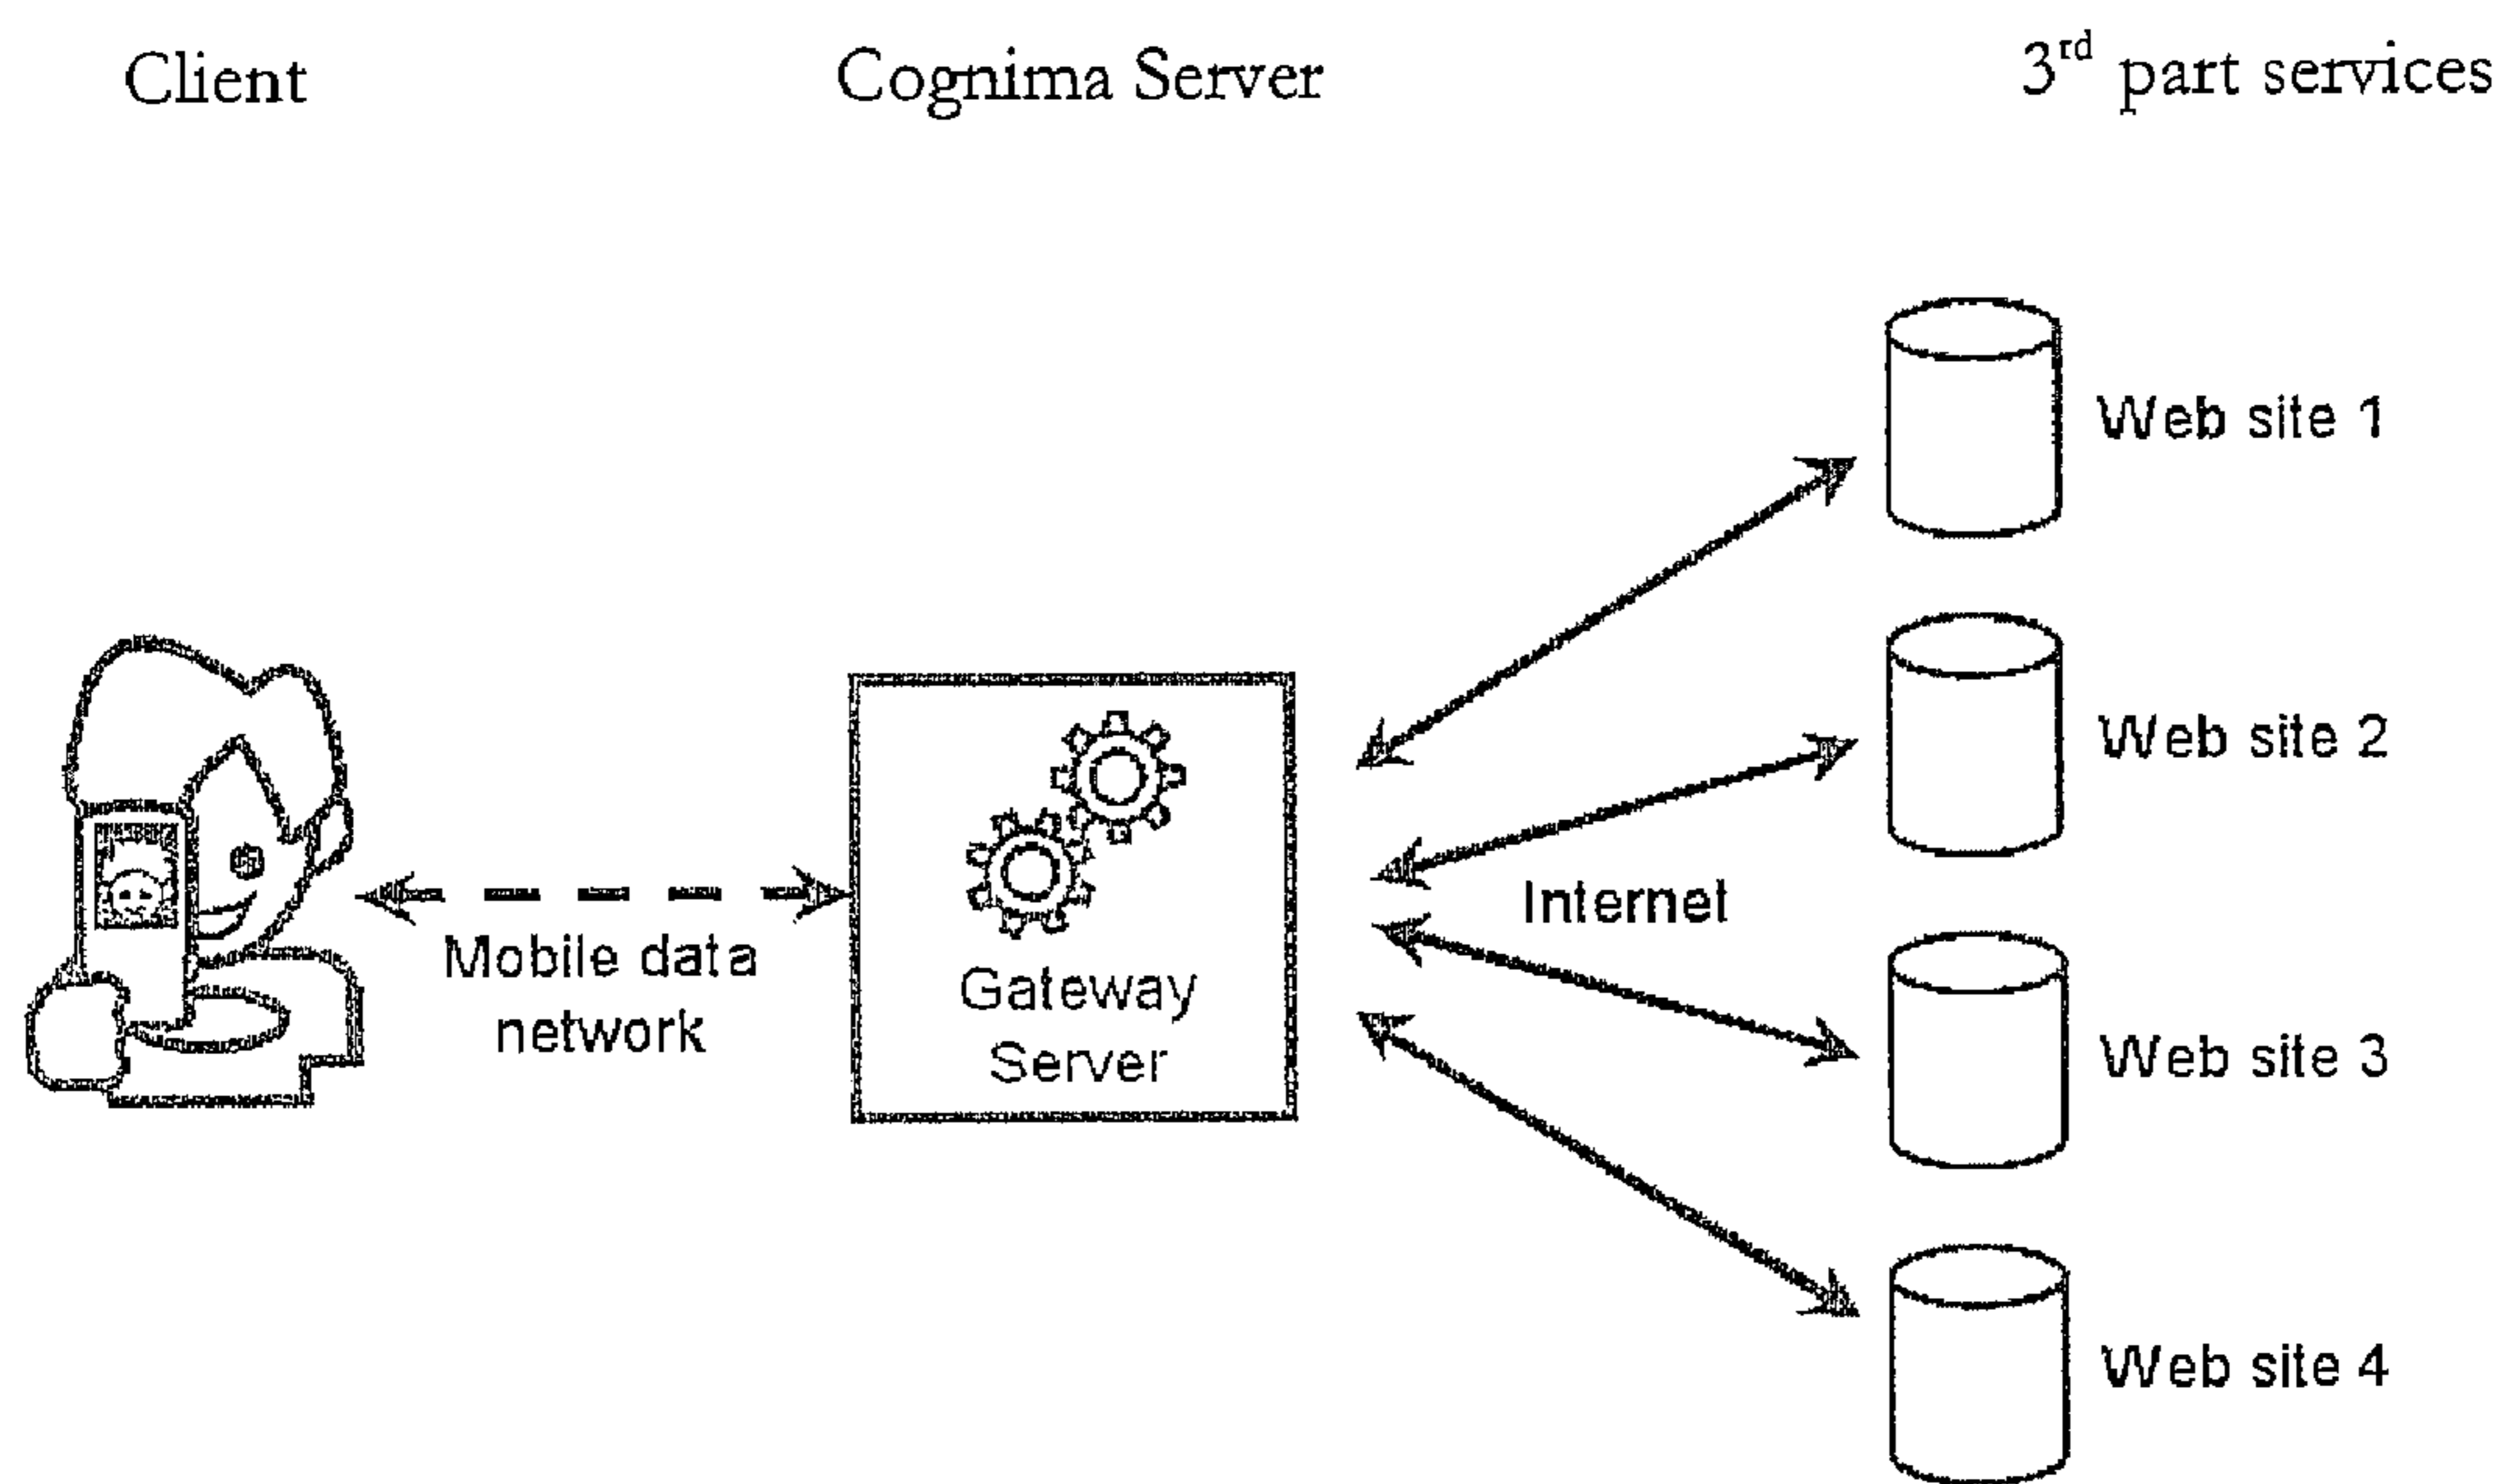 Client
Cognima Server
3rd part services
Web site 1
Web site 2
Internet
Mobile data
network
Gateway
Server
Web site 3
Web site 4